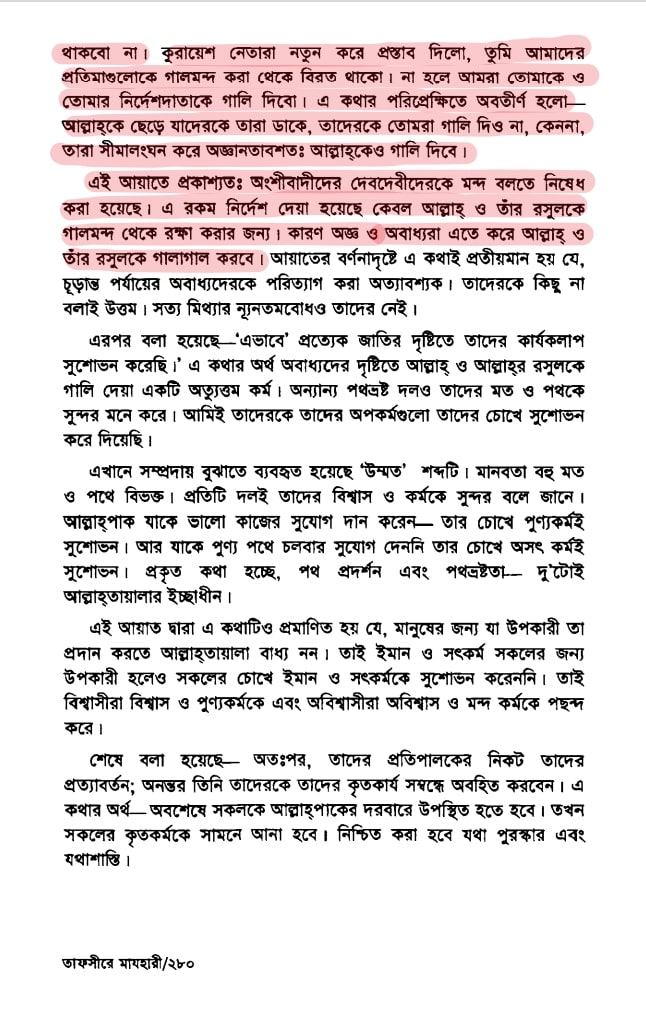 থাকবো না। কুরায়েশ নেতারা নতুন করে প্রস্তাব দিলো, তুমি আমাদের
প্রতিমাগুলোকে গালমন্দ করা থেকে বিরত থাকো। না হলে আমরা তোমাকে ও
তোমার নির্দেশদাতাকে গালি দিবো। এ কথার পরিপ্রেক্ষিতে অবতীর্ণ হলো—
আল্লাহ্‌কে ছেড়ে যাদেরকে তারা ডাকে, তাদেরকে তোমরা গালি দিও না, কেননা,
তারা সীমালংঘন করে অজ্ঞানতাবশতঃ আল্লাহ্‌কেও গালি দিবে।
এই আয়াতে প্রকাশ্যতঃ অংশীবাদীদের দেবদেবীদেরকে মন্দ বলতে নিষেধ
করা হয়েছে। এ রকম নির্দেশ দেয়া হয়েছে কেবল আল্লাহ্ ও তাঁর রসুলকে
গালমন্দ থেকে রক্ষা করার জন্য। কারণ অজ্ঞ ও অবাধ্যরা এতে করে আল্লাহ্ ও
তাঁর রসুলকে গালাগাল করবে। আয়াতের বর্ণনাদৃষ্টে এ কথাই প্রতীয়মান হয় যে,
চূড়ান্ত পর্যায়ের অবাধ্যদেরকে পরিত্যাগ করা অত্যাবশ্যক। তাদেরকে কিছু না
বলাই উত্তম। সত্য মিথ্যার ন্যূনতমবোধও তাদের নেই।
এরপর বলা হয়েছে—‘এভাবে’ প্রত্যেক জাতির দৃষ্টিতে তাদের কার্যকলাপ
সুশোভন করেছি।’ এ কথার অর্থ অবাধ্যদের দৃষ্টিতে আল্লাহ্ ও আল্লাহ্‌র রসুলকে
গালি দেয়া একটি অত্যুত্তম কর্ম। অন্যান্য পথভ্রষ্ট দলও তাদের মত ও পথকে
সুন্দর মনে করে। আমিই তাদেরকে তাদের অপকর্মগুলো তাদের চোখে সুশোভন
করে দিয়েছি।
এখানে সম্প্রদায় বুঝাতে ব্যবহৃত হয়েছে ‘উম্মত’ শব্দটি। মানবতা বহু মত
ও পথে বিভক্ত। প্রতিটি দলই তাদের বিশ্বাস ও কর্মকে সুন্দর বলে জানে।
আল্লাহ্‌পাক যাকে ভালো কাজের সুযোগ দান করেন— তার চোখে পুণ্যকর্মই
সুশোভন। আর যাকে পুণ্য পথে চলবার সুযোগ দেননি তার চোখে অসৎ কর্মই
সুশোভন। প্রকৃত কথা হচ্ছে, পথ প্রদর্শন এবং পথভ্রষ্টতা— দু’টোই
আল্লাহ্‌তায়ালার ইচ্ছাধীন।
এই আয়াত দ্বারা এ কথাটিও প্রমাণিত হয় যে, মানুষের জন্য যা উপকারী তা
প্রদান করতে আল্লাহ্‌তায়ালা বাধ্য নন। তাই ইমান ও সৎকর্ম সকলের জন্য
উপকারী হলেও সকলের চোখে ইমান ও সৎকর্মকে সুশোভন করেননি। তাই
বিশ্বাসীরা বিশ্বাস ও পুণ্যকর্মকে এবং অবিশ্বাসীরা অবিশ্বাস ও মন্দ কর্মকে পছন্দ
করে।
শেষে বলা হয়েছে— অতঃপর, তাদের প্রতিপালকের নিকট তাদের
প্রত্যাবর্তন; অনন্তর তিনি তাদেরকে তাদের কৃতকার্য সম্বন্ধে অবহিত করবেন। এ
কথার অর্থ— অবশেষে সকলকে আল্লাহ্‌পাকের দরবারে উপস্থিত হতে হবে। তখন
সকলের কৃতকর্মকে সামনে আনা হবে। নিশ্চিত করা হবে যথা পুরস্কার এবং
যথাশাস্তি।
তাফসীরে মাযহারী/২৮০